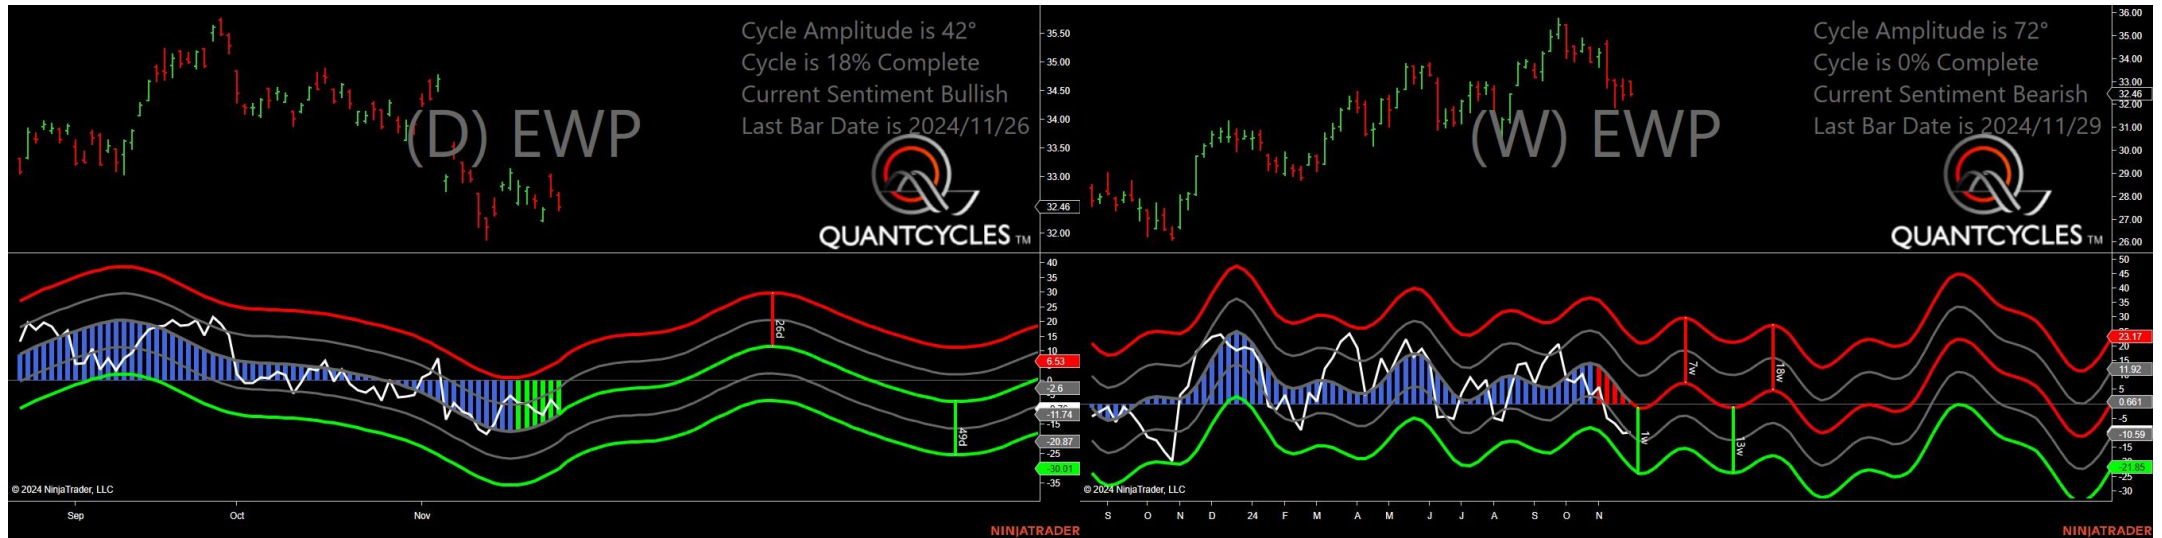 Cycle Amplitude is 42°
Cycle is 18% Complete
Current Sentiment Bullish
Last Bar Date is 2024/11/26
(D) EWP
QUANTCYCLES TM
35.50
35.00
34.50
34.00
33.50
33.00
32.46
32.00
40
35
30
25
20
15
10
6.53
-2.6
-11.74
-15
-20.87
-25
-30.01
-35
26d
49d
© 2024 NinjaTrader, LLC
Sep
Oct
Nov
NINJATRADER
Cycle Amplitude is 72°
Cycle is 0% Complete
Current Sentiment Bearish
Last Bar Date is 2024/11/29
(W) EWP
QUANTCYCLES TM
36.00
35.00
34.00
33.00
32.46
32.00
31.00
30.00
29.00
28.00
27.00
26.00
50
45
40
35
30
23.17
20
11.92
5
0.661
-5
-10.59
-15
-21.85
-25
-30
7w
18w
1w
13w
© 2024 NinjaTrader, LLC
S O N D 24 F M A M J J A S O N
NINJATRADER